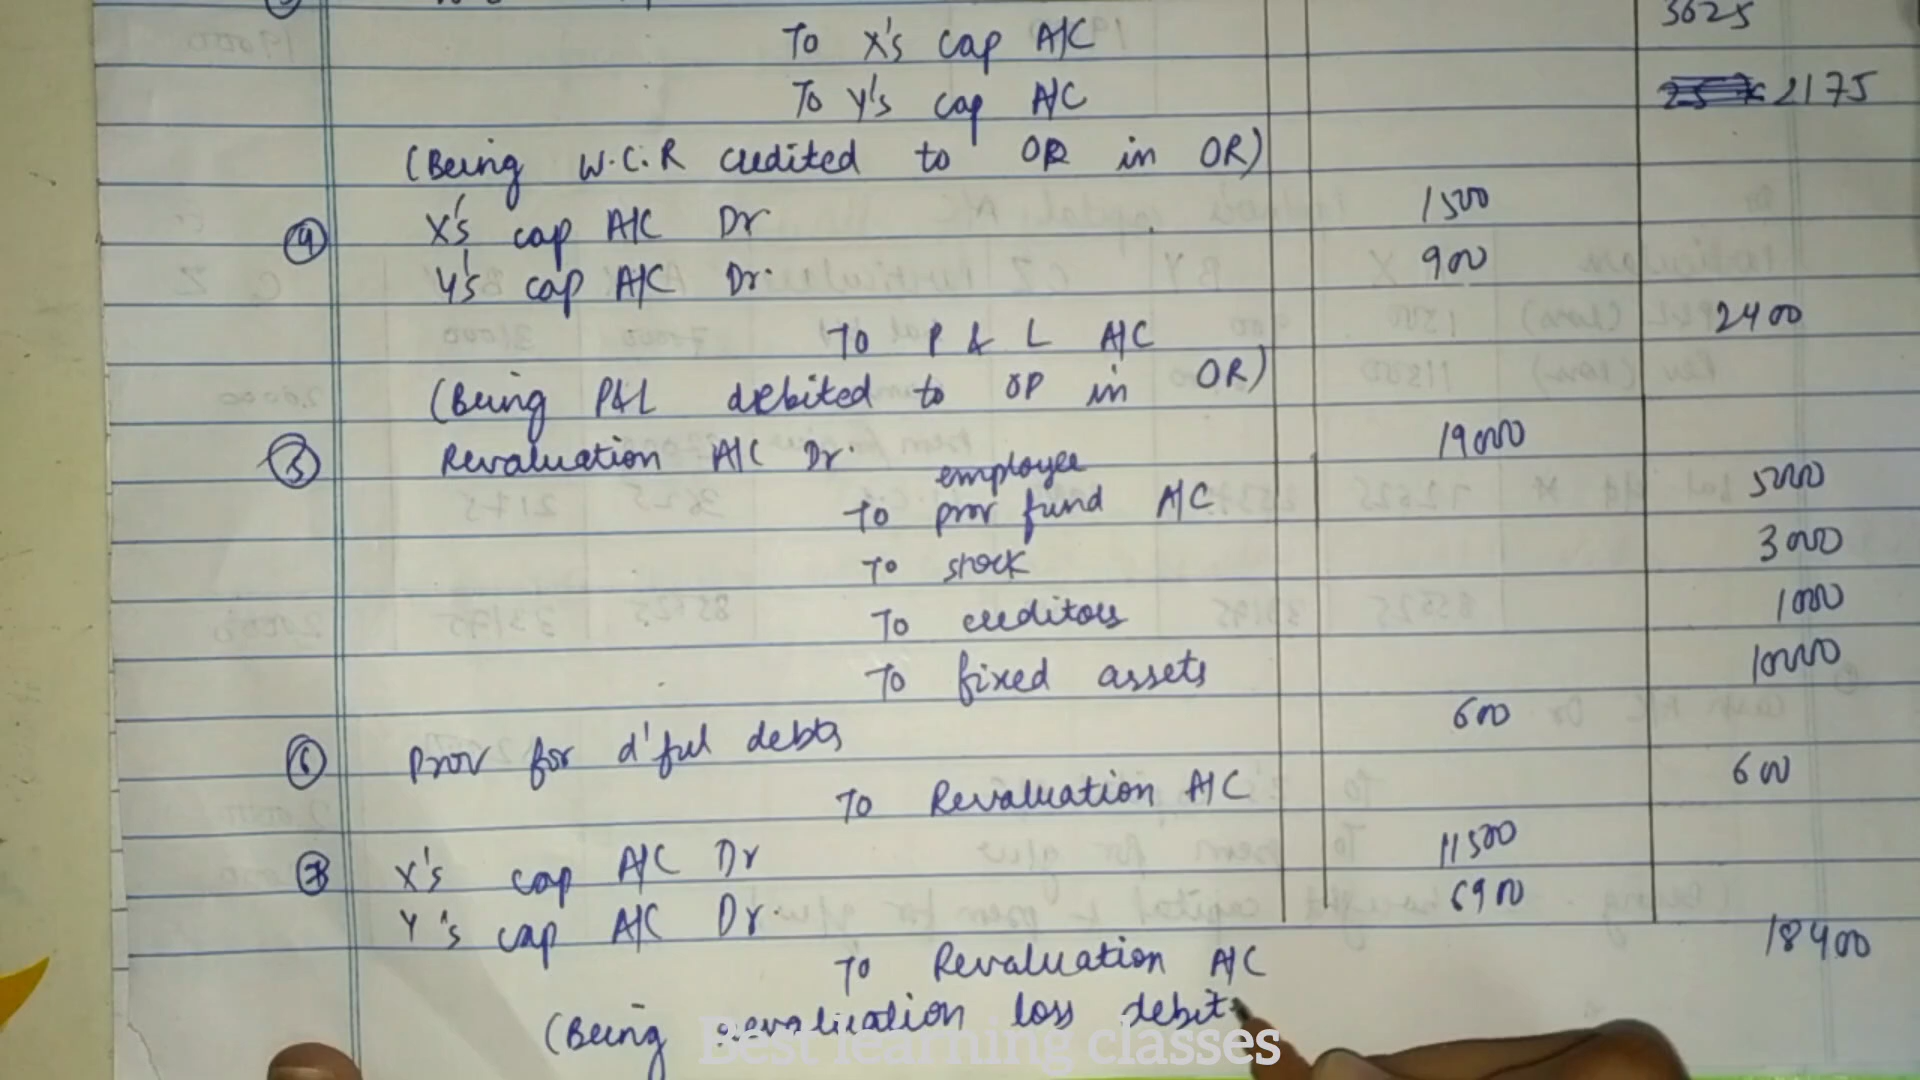 3625
To X's cap A/C
To Y's cap A/C 2175
(Being W.C.R credited to OP in OR)
④ X's cap A/C Dr 1500
Y's cap A/C Dr. 900
To P & L A/C 2400
(Being P&L debited to OP in OR)
⑤ Revaluation A/C Dr. 19000
employee
To prov fund A/C 5000
To stock 3000
To creditors 1000
To fixed assets 10000
⑥ Prov for d'ful debts 600
To Revaluation A/C 600
⑦ X's cap A/C Dr 11500
Y's cap A/C Dr. 6900
To Revaluation A/C 18400
(Being revaluation loss debit
Best learning classes